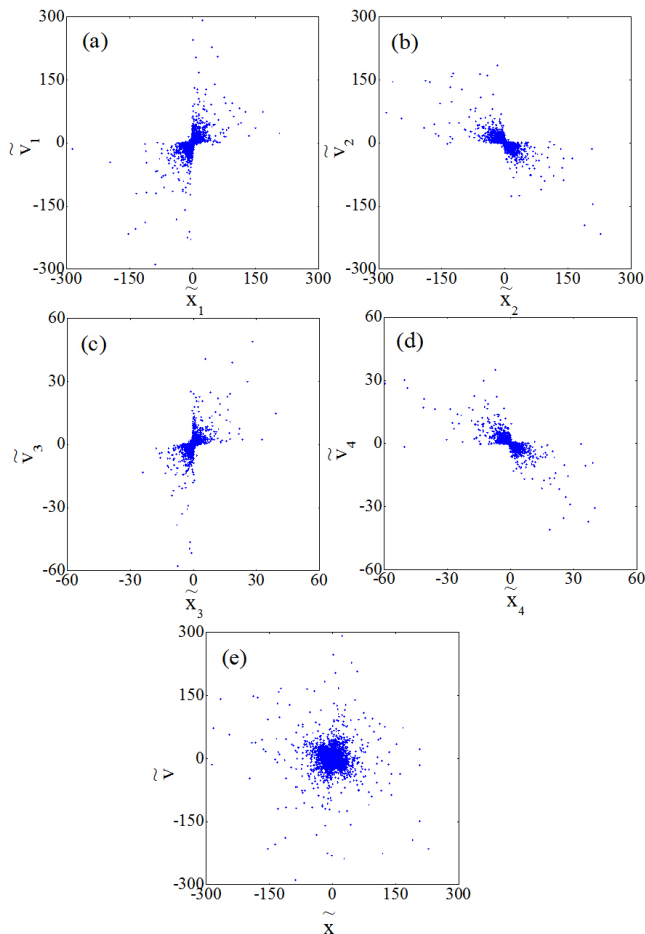 300 (a) 300 (b)
150 150
0 0
ṽ1 ṽ2
-150 -150
-300 -300
-300 -150 0 150 300 -300 -150 0 150 300
x̃1 x̃2
60 (c) 60 (d)
30 30
0 0
ṽ3 ṽ4
-30 -30
-60 -60
-60 -30 0 30 60 -60 -30 0 30 60
x̃3 x̃4
300 (e)
150
0
ṽ
-150
-300
-300 -150 0 150 300
x̃